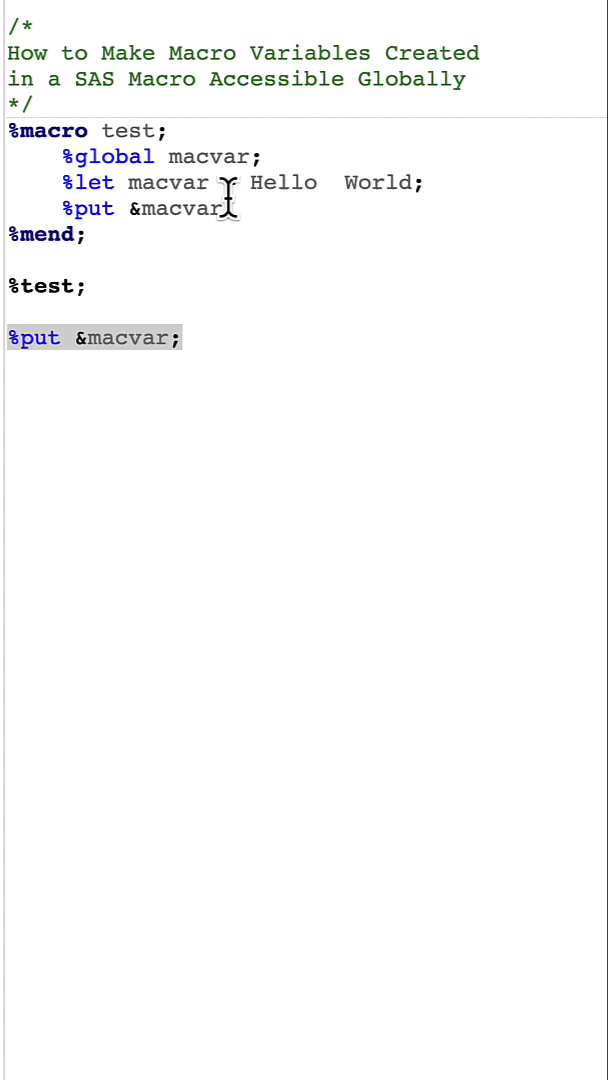 /*
How to Make Macro Variables Created
in a SAS Macro Accessible Globally
*/
%macro test;
%global macvar;
%let macvar Hello World;
%put &macvar
%mend;
%test;
%put &macvar;